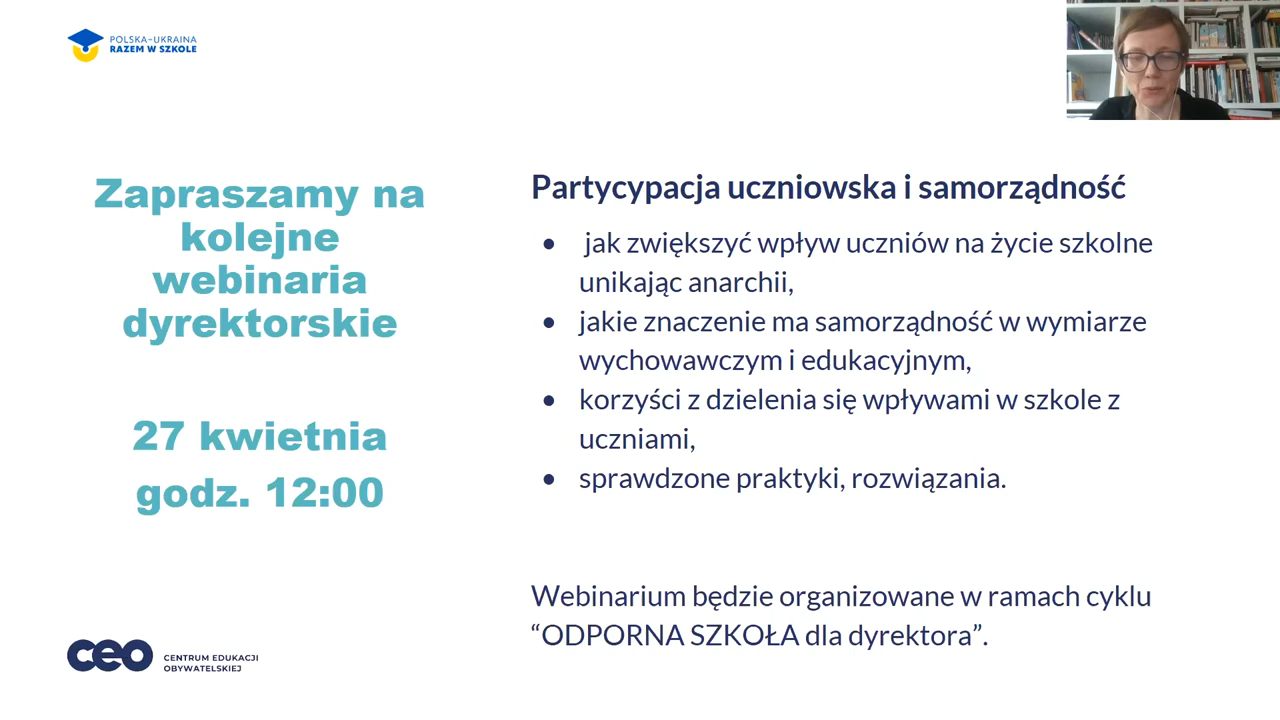 POLSKA-UKRAINA
RAZEM W SZKOLE
Zapraszamy na
kolejne
webinaria
dyrektorskie
27 kwietnia
godz. 12:00
Partycypacja uczniowska i samorządność
● jak zwiększyć wpływ uczniów na życie szkolne
unikając anarchii,
● jakie znaczenie ma samorządność w wymiarze
wychowawczym i edukacyjnym,
● korzyści z dzielenia się wpływami w szkole z
uczniami,
● sprawdzone praktyki, rozwiązania.
Webinarium będzie organizowane w ramach cyklu
“ODPORNA SZKOŁA dla dyrektora”.
ceo
CENTRUM EDUKACJI
OBYWATELSKIEJ